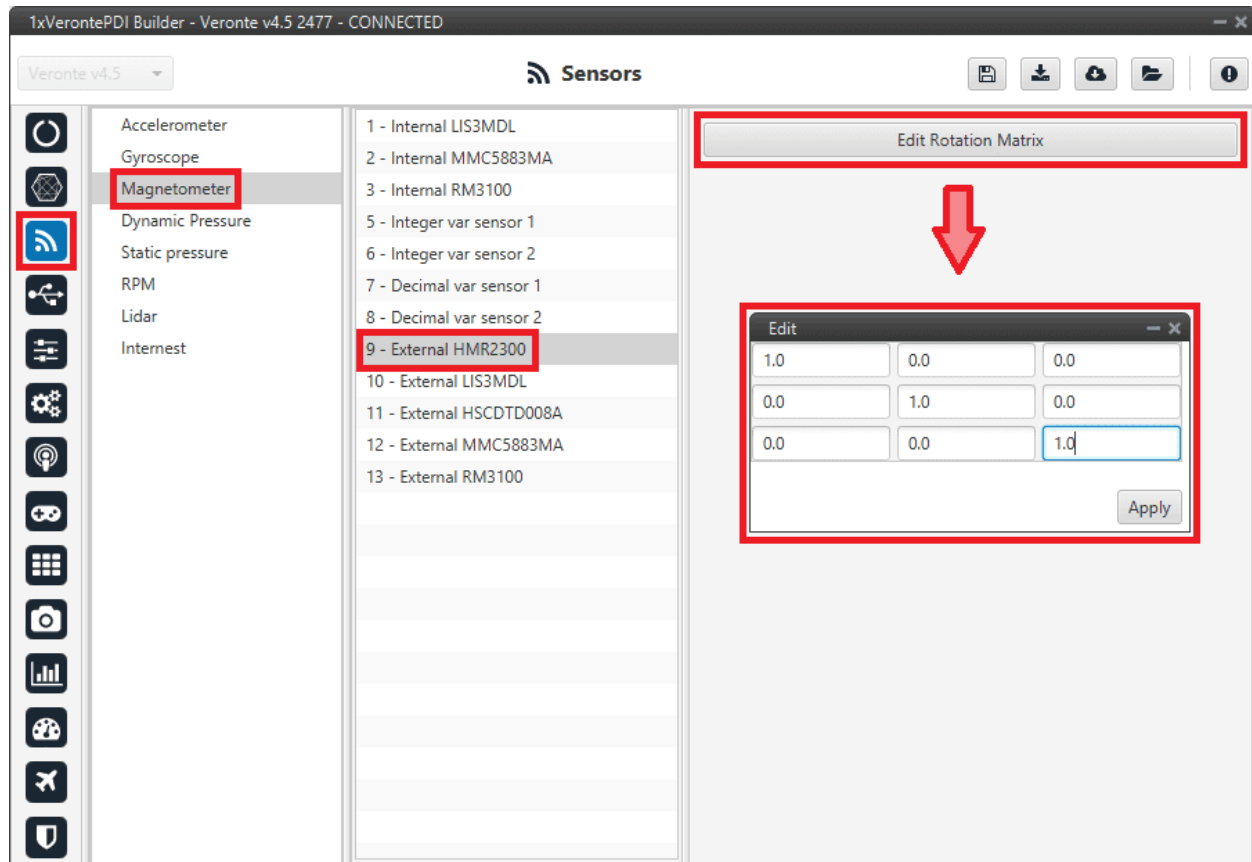 1xVerontePDI Builder - Veronte v4.5 2477 - CONNECTED
Veronte v4.5
Sensors
Accelerometer
Gyroscope
Magnetometer
Dynamic Pressure
Static pressure
RPM
Lidar
Internest
1 - Internal LIS3MDL
2 - Internal MMC5883MA
3 - Internal RM3100
5 - Integer var sensor 1
6 - Integer var sensor 2
7 - Decimal var sensor 1
8 - Decimal var sensor 2
9 - External HMR2300
10 - External LIS3MDL
11 - External HSCDTD008A
12 - External MMC5883MA
13 - External RM3100
Edit Rotation Matrix
Edit
1.0 0.0 0.0
0.0 1.0 0.0
0.0 0.0 1.0
Apply